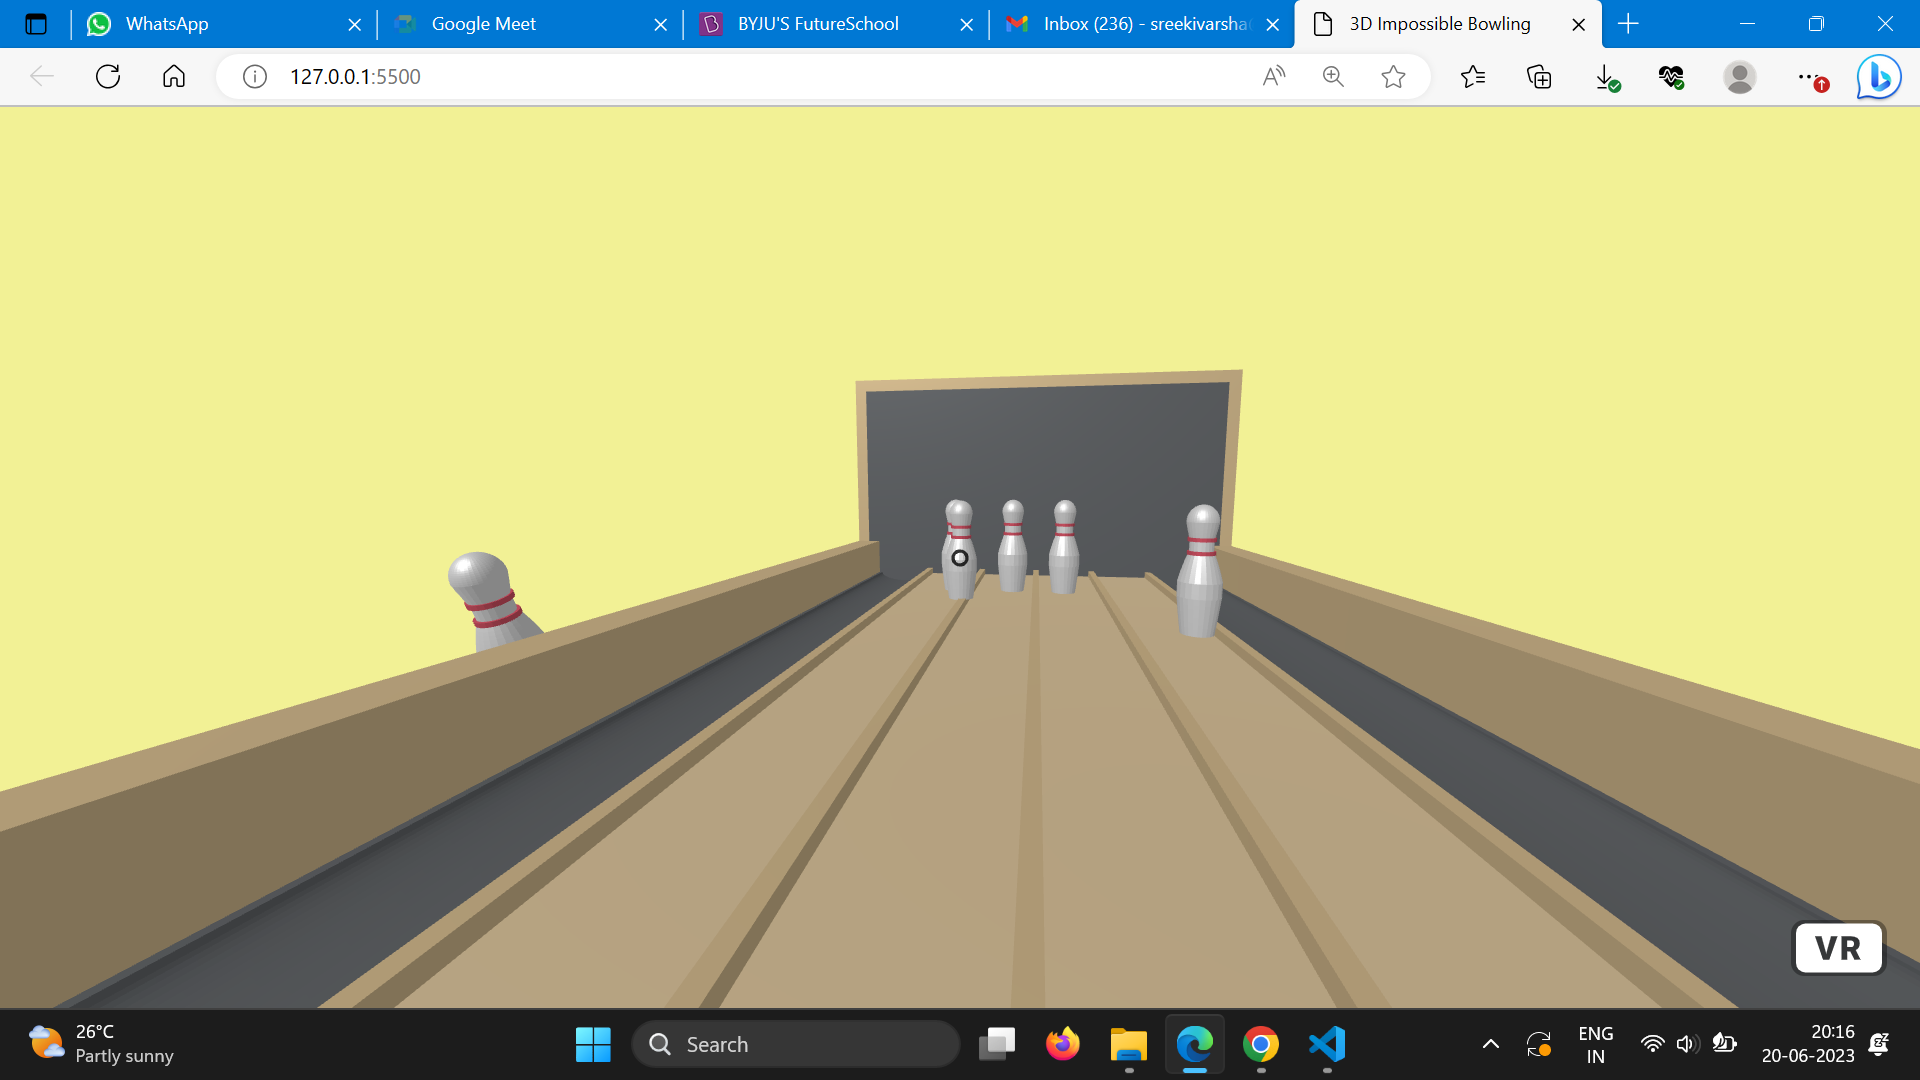 WhatsApp
Google Meet
BYJU'S FutureSchool
Inbox (236) - sreekivarsha
3D Impossible Bowling
127.0.0.1:5500
VR
26°C
Partly sunny
Search
ENG
IN
20:16
20-06-2023